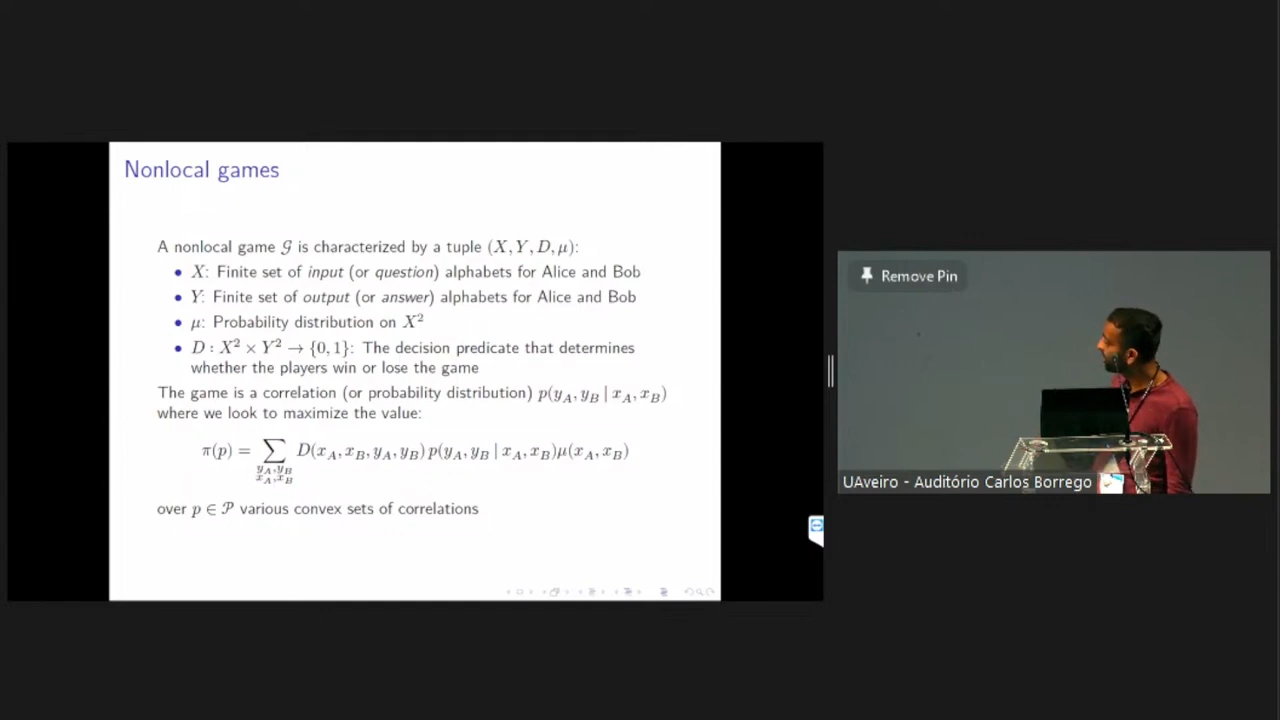 Nonlocal games
A nonlocal game 𝒢 is characterized by a tuple (X, Y, D, μ):
• X: Finite set of input (or question) alphabets for Alice and Bob
• Y: Finite set of output (or answer) alphabets for Alice and Bob
• μ: Probability distribution on X²
• D : X² × Y² → {0, 1}: The decision predicate that determines
whether the players win or lose the game
The game is a correlation (or probability distribution) p(y_A, y_B | x_A, x_B)
where we look to maximize the value:
π(p) = ∑ D(x_A, x_B, y_A, y_B) p(y_A, y_B | x_A, x_B)μ(x_A, x_B)
y_A,y_B
x_A,x_B
over p ∈ 𝒫 various convex sets of correlations
Remove Pin
UAveiro - Auditório Carlos Borrego